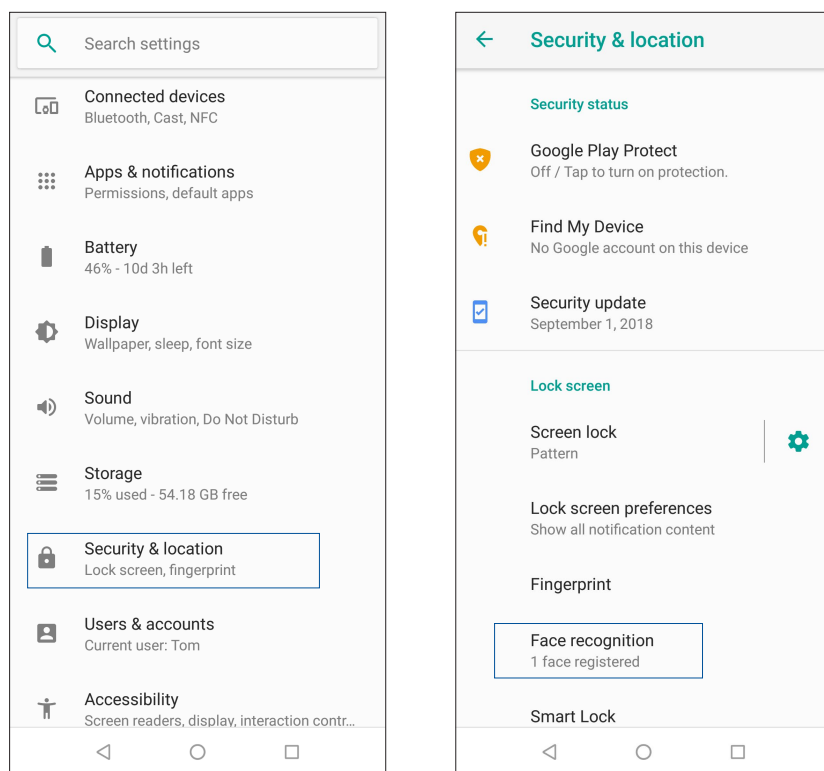 Search settings
Connected devices
Bluetooth, Cast, NFC
Apps & notifications
Permissions, default apps
Battery
46% - 10d 3h left
Display
Wallpaper, sleep, font size
Sound
Volume, vibration, Do Not Disturb
Storage
15% used - 54.18 GB free
Security & location
Lock screen, fingerprint
Users & accounts
Current user: Tom
Accessibility
Screen readers, display, interaction contr…
Security & location
Security status
Google Play Protect
Off / Tap to turn on protection.
Find My Device
No Google account on this device
Security update
September 1, 2018
Lock screen
Screen lock
Pattern
Lock screen preferences
Show all notification content
Fingerprint
Face recognition
1 face registered
Smart Lock